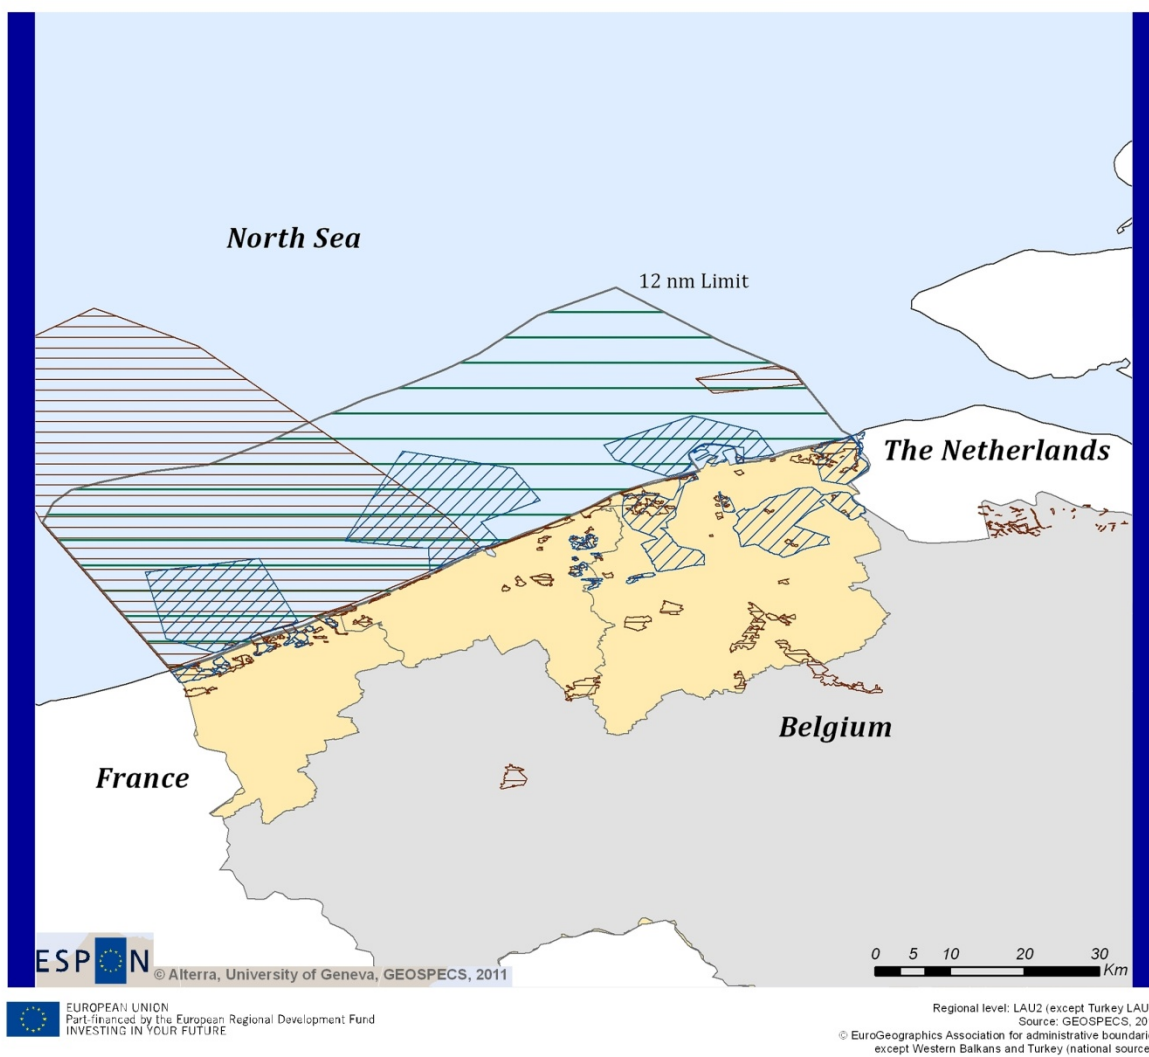 North Sea
12 nm Limit
The Netherlands
Belgium
France
ESPON
© Alterra, University of Geneva, GEOSPECS, 2011
0 5 10 20 30
Km
EUROPEAN UNION
Part-financed by the European Regional Development Fund
INVESTING IN YOUR FUTURE
Regional level: LAU2 (except Turkey LAU
Source: GEOSPECS, 20
© EuroGeographics Association for administrative boundari
except Western Balkans and Turkey (national source